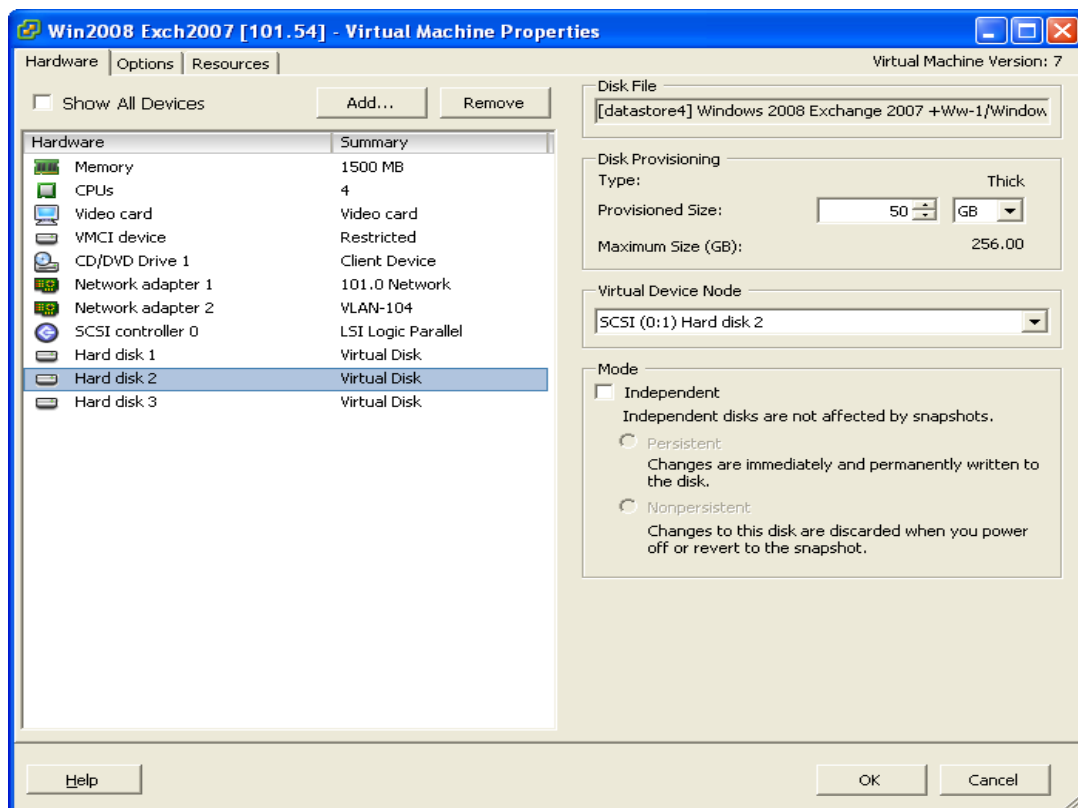 Win2008 Exch2007 [101.54] - Virtual Machine Properties
Hardware Options Resources
Virtual Machine Version: 7
Show All Devices
Add...
Remove
Hardware Summary
Memory 1500 MB
CPUs 4
Video card Video card
VMCI device Restricted
CD/DVD Drive 1 Client Device
Network adapter 1 101.0 Network
Network adapter 2 VLAN-104
SCSI controller 0 LSI Logic Parallel
Hard disk 1 Virtual Disk
Hard disk 2 Virtual Disk
Hard disk 3 Virtual Disk
Disk File
[datastore4] Windows 2008 Exchange 2007 +Ww-1/Window
Disk Provisioning
Type: Thick
Provisioned Size: 50 GB
Maximum Size (GB): 256.00
Virtual Device Node
SCSI (0:1) Hard disk 2
Mode
Independent
Independent disks are not affected by snapshots.
Persistent
Changes are immediately and permanently written to
the disk.
Nonpersistent
Changes to this disk are discarded when you power
off or revert to the snapshot.
Help
OK
Cancel